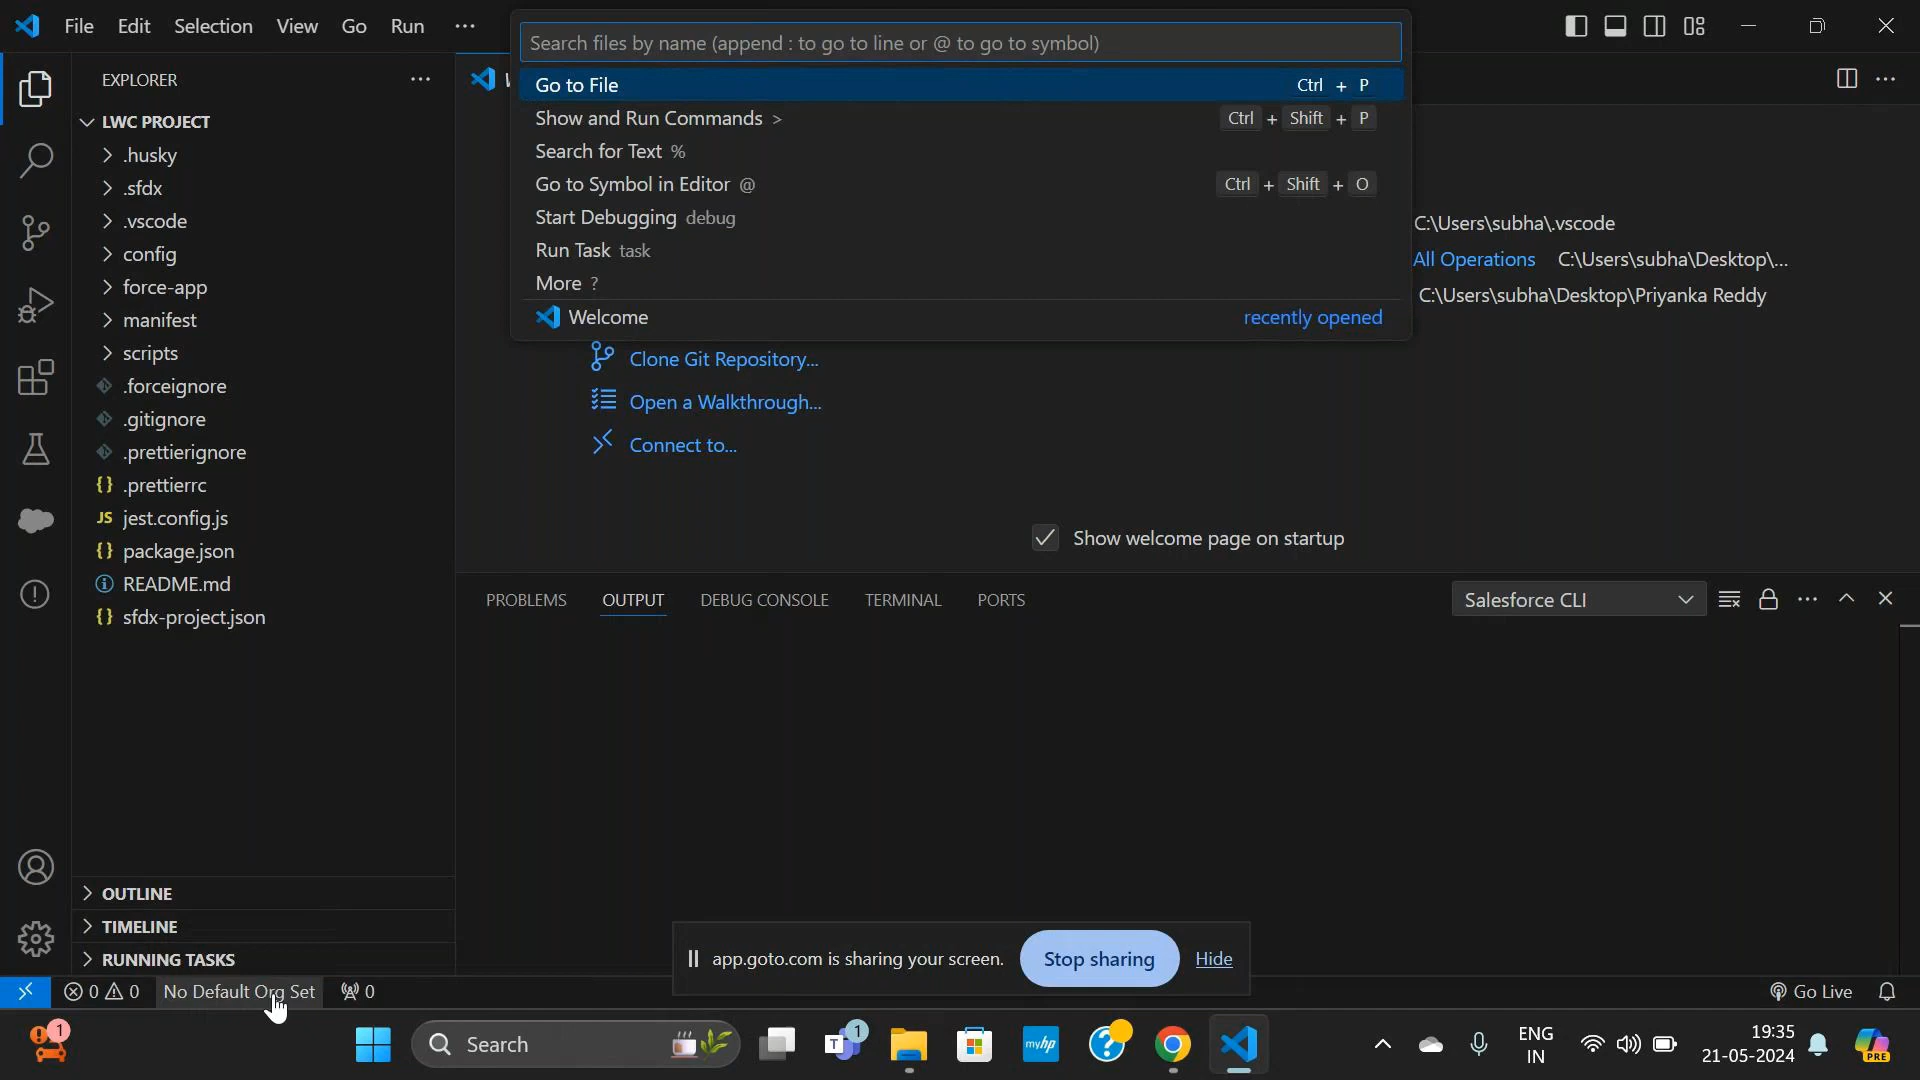 File Edit Selection View Go Run ...
Search files by name (append : to go to line or @ to go to symbol)
Go to File Ctrl + P
Show and Run Commands > Ctrl + Shift + P
Search for Text %
Go to Symbol in Editor @ Ctrl + Shift + O
Start Debugging debug
Run Task task
More ?
Welcome recently opened
EXPLORER ...
LWC PROJECT
.husky
.sfdx
.vscode
config
force-app
manifest
scripts
.forceignore
.gitignore
.prettierignore
.prettierrc
JS jest.config.js
package.json
README.md
sfdx-project.json
OUTLINE
TIMELINE
RUNNING TASKS
C:\Users\subha\.vscode
All Operations C:\Users\subha\Desktop\...
C:\Users\subha\Desktop\Priyanka Reddy
Clone Git Repository...
Open a Walkthrough...
Connect to...
Show welcome page on startup
PROBLEMS OUTPUT DEBUG CONSOLE TERMINAL PORTS
Salesforce CLI
app.goto.com is sharing your screen. Stop sharing Hide
0 0 No Default Org Set 0 Go Live
1 Search 1 T myhp ? ENG IN 19:35 21-05-2024 PRE